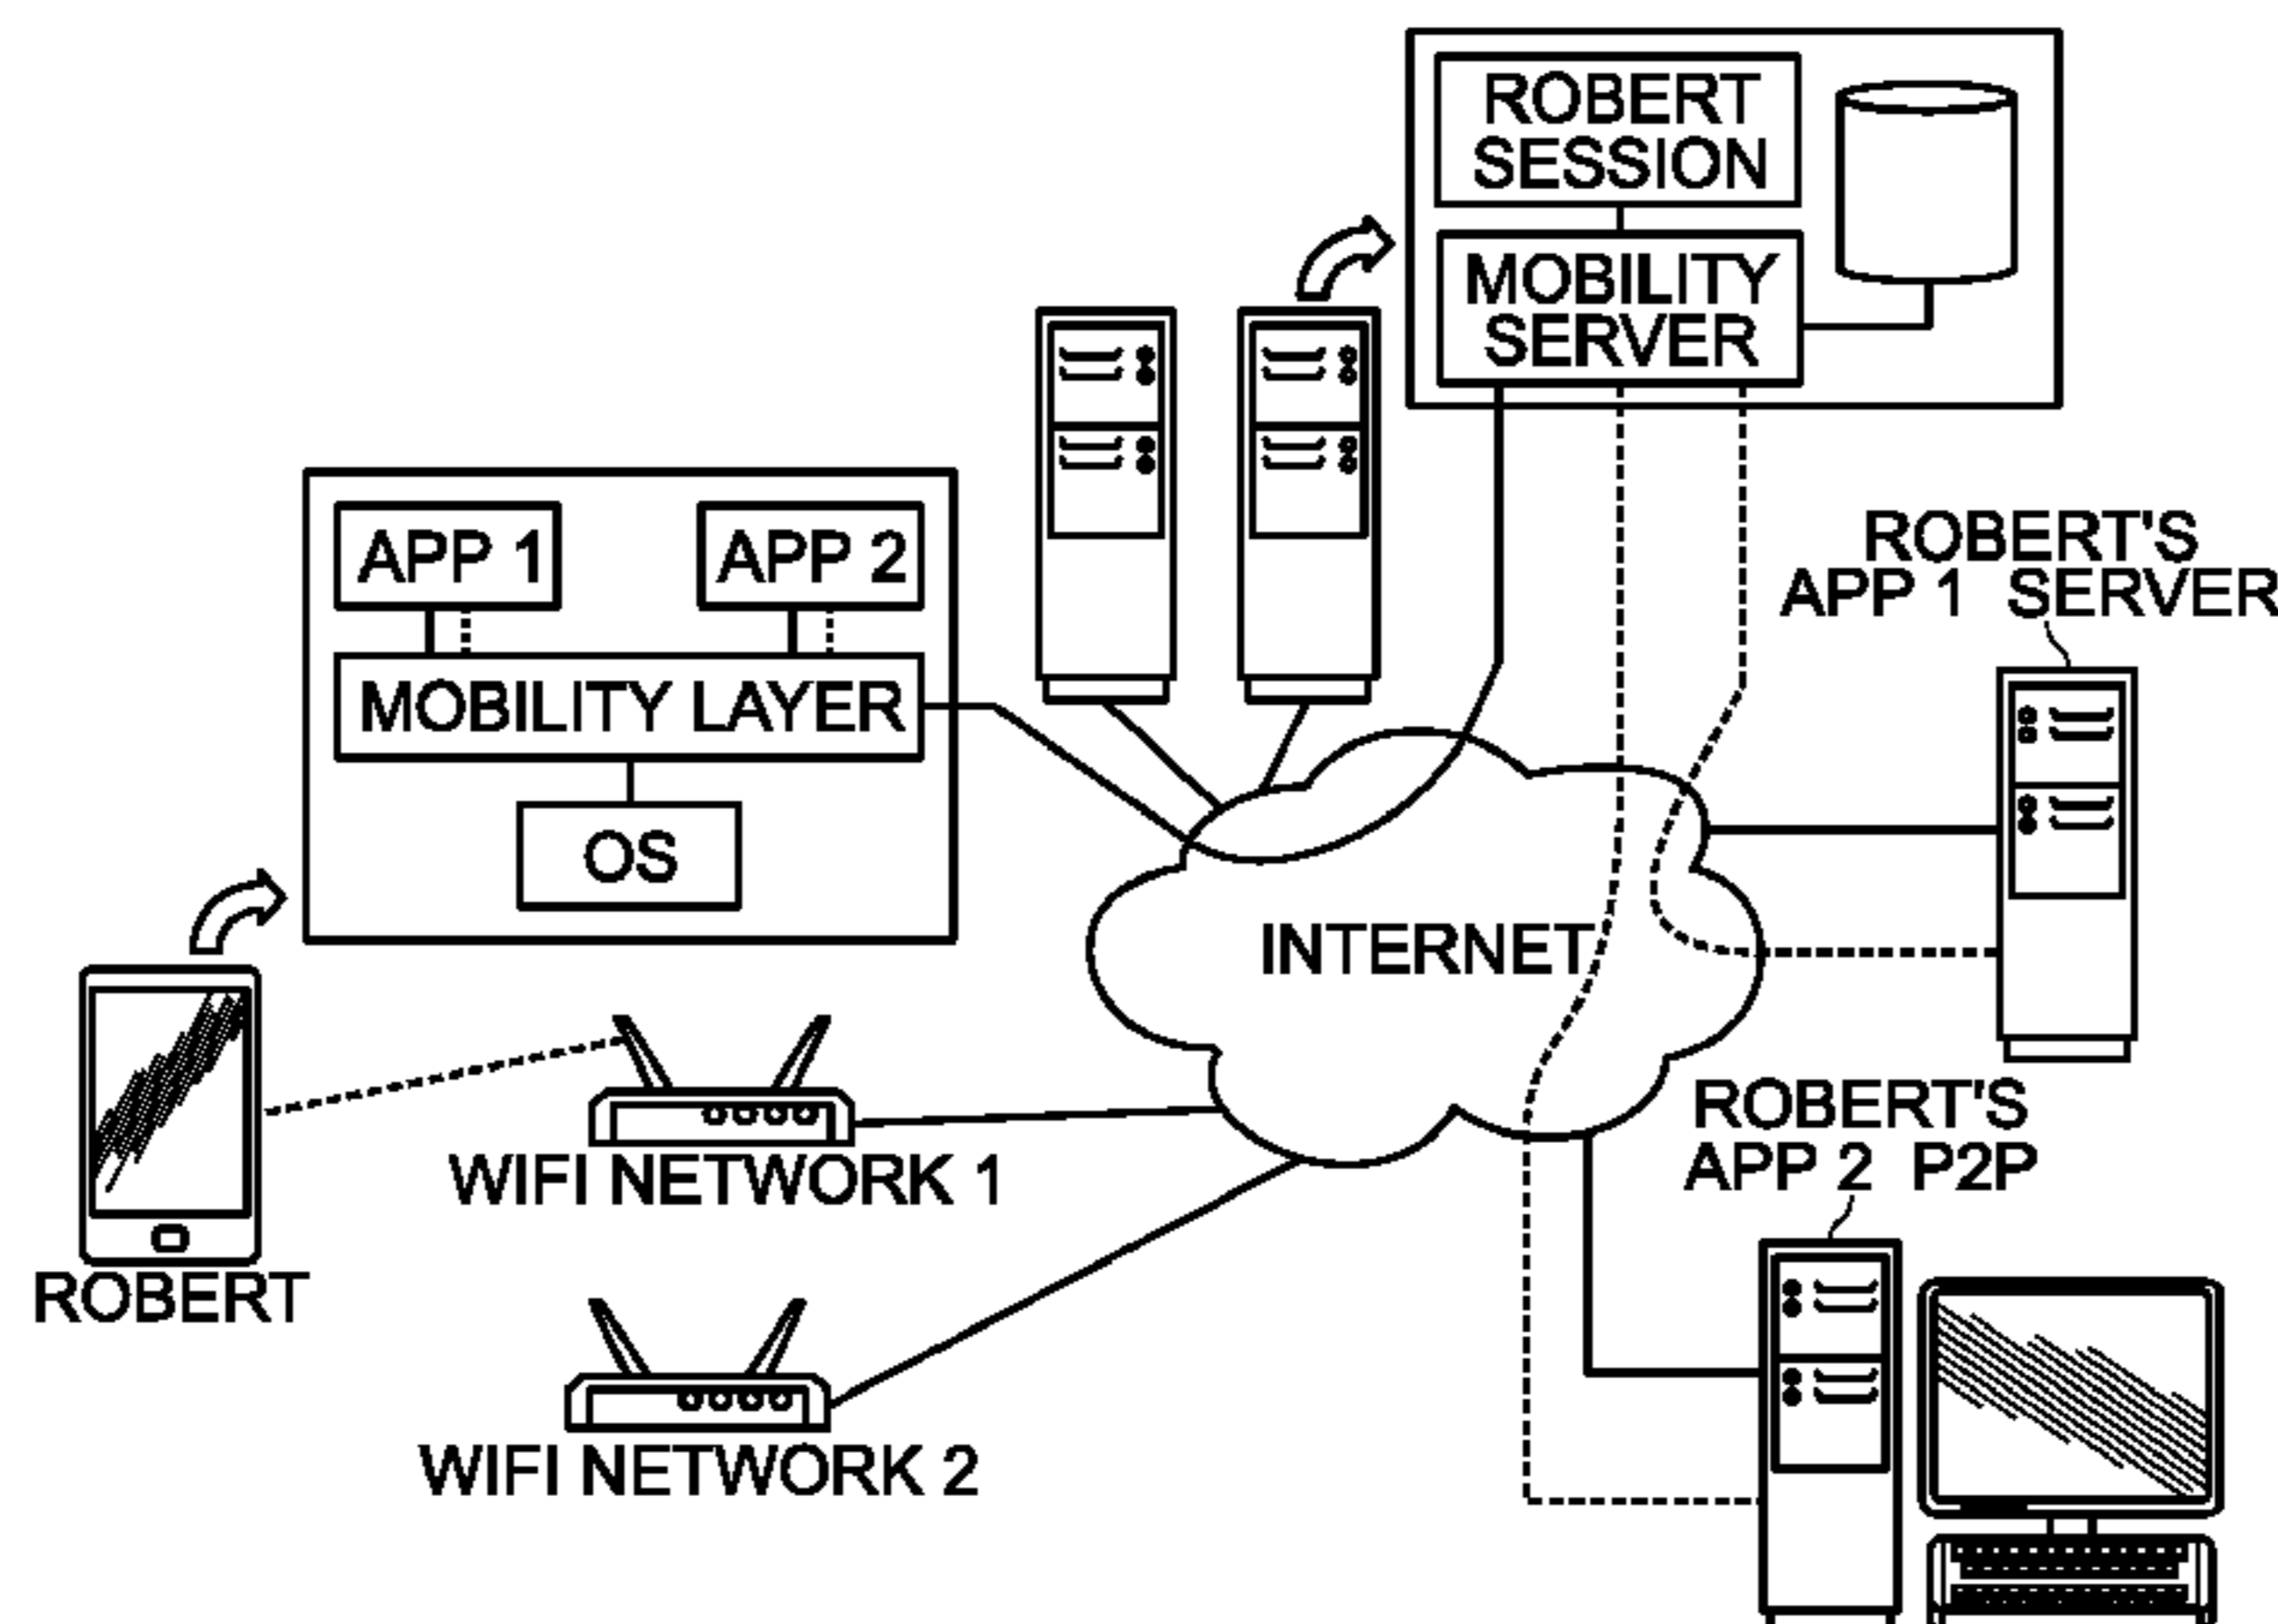 ROBERT
SESSION
MOBILITY
SERVER
APP 1
APP 2
MOBILITY LAYER
OS
ROBERT'S
APP 1 SERVER
INTERNET
ROBERT
WIFI NETWORK 1
WIFI NETWORK 2
ROBERT'S
APP 2 P2P